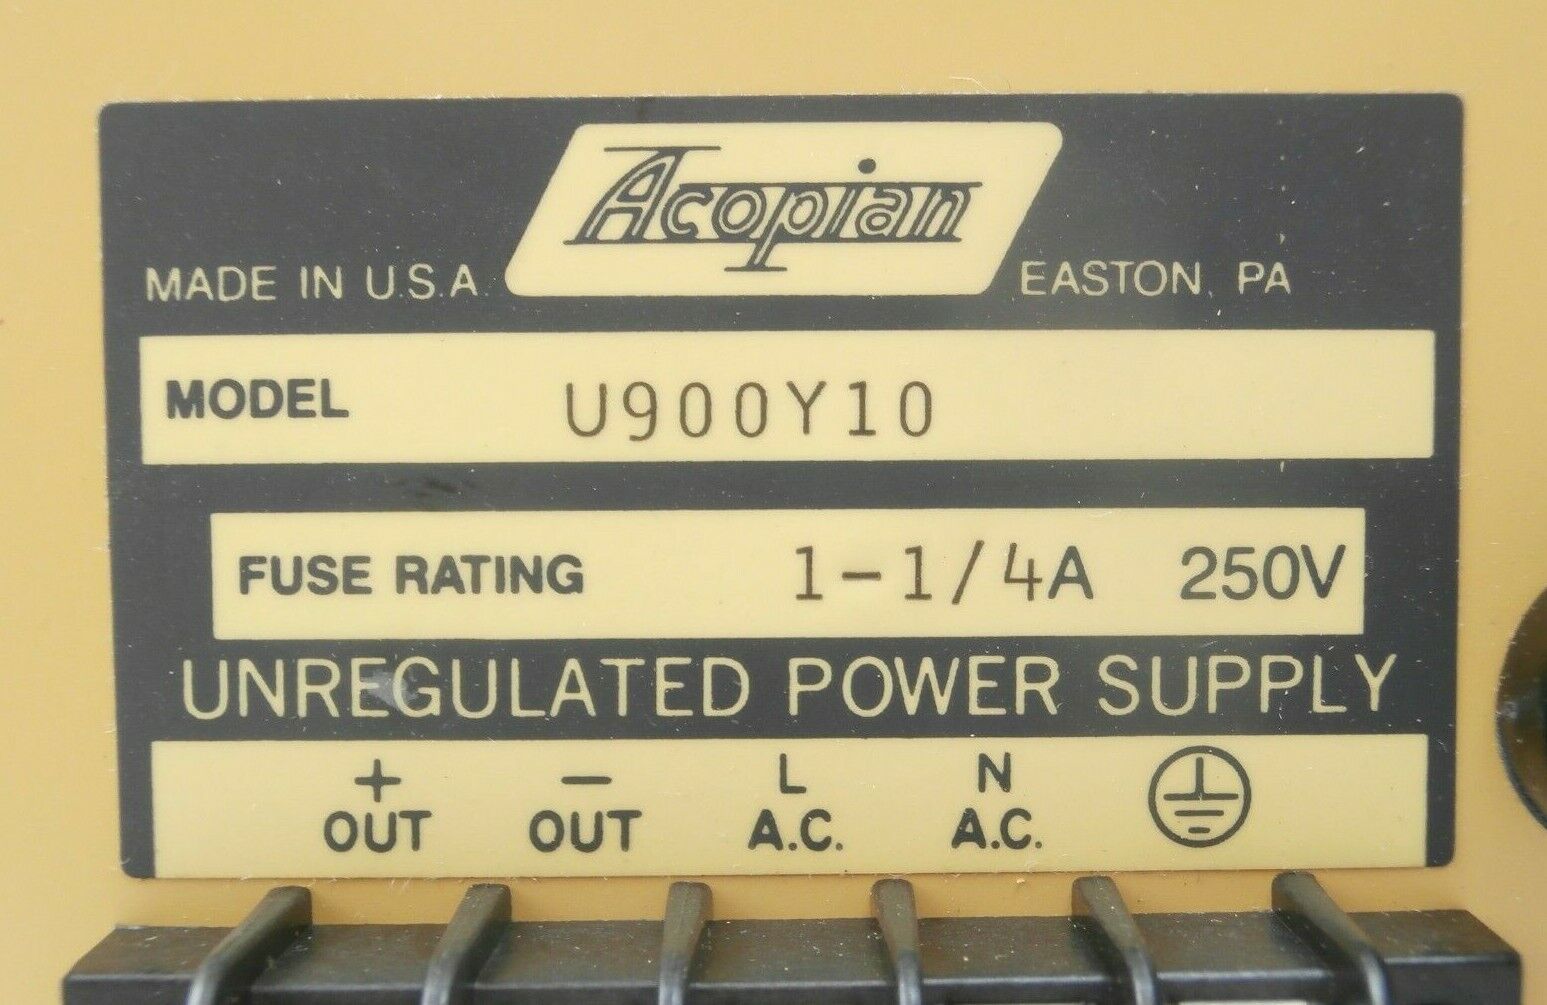 Acopian
MADE IN U.S.A. EASTON, PA
MODEL U900Y10
FUSE RATING 1-1/4A 250V
UNREGULATED POWER SUPPLY
+ − L N
OUT OUT A.C. A.C.